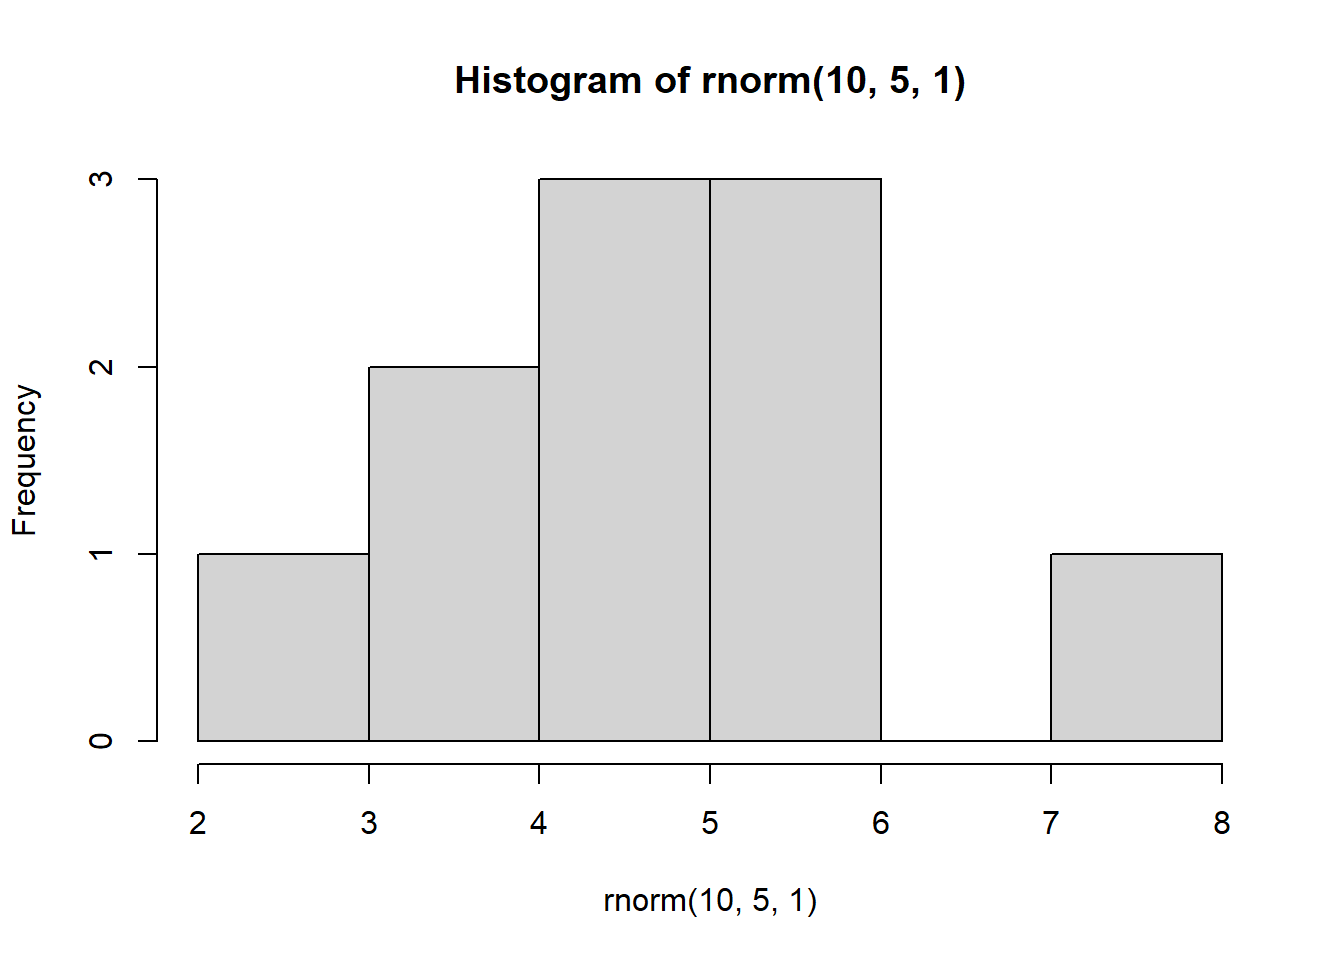 Histogram of rnorm(10, 5, 1)
3
2
1
0
Frequency
2 3 4 5 6 7 8
rnorm(10, 5, 1)